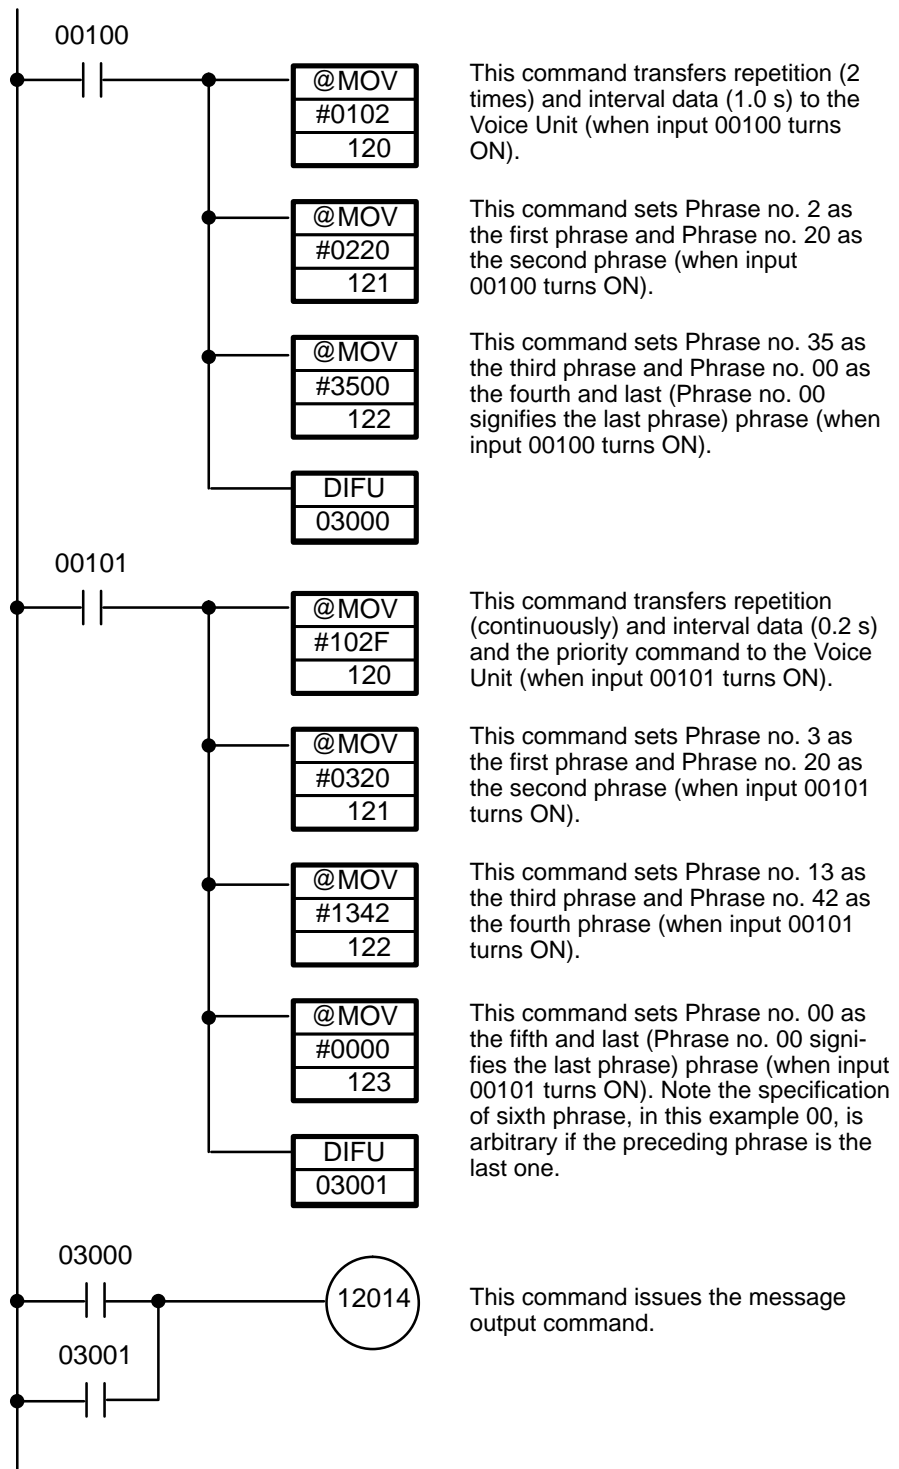 00100
@MOV
#0102
120
This command transfers repetition (2
times) and interval data (1.0 s) to the
Voice Unit (when input 00100 turns
ON).
@MOV
#0220
121
This command sets Phrase no. 2 as
the first phrase and Phrase no. 20 as
the second phrase (when input
00100 turns ON).
@MOV
#3500
122
This command sets Phrase no. 35 as
the third phrase and Phrase no. 00 as
the fourth and last (Phrase no. 00
signifies the last phrase) phrase (when
input 00100 turns ON).
DIFU
03000
00101
@MOV
#102F
120
This command transfers repetition
(continuously) and interval data (0.2 s)
and the priority command to the Voice
Unit (when input 00101 turns ON).
@MOV
#0320
121
This command sets Phrase no. 3 as
the first phrase and Phrase no. 20 as
the second phrase (when input 00101
turns ON).
@MOV
#1342
122
This command sets Phrase no. 13 as
the third phrase and Phrase no. 42 as
the fourth phrase (when input 00101
turns ON).
@MOV
#0000
123
This command sets Phrase no. 00 as
the fifth and last (Phrase no. 00 signi-
fies the last phrase) phrase (when input
00101 turns ON). Note the specification
of sixth phrase, in this example 00, is
arbitrary if the preceding phrase is the
last one.
DIFU
03001
03000
12014
This command issues the message
output command.
03001